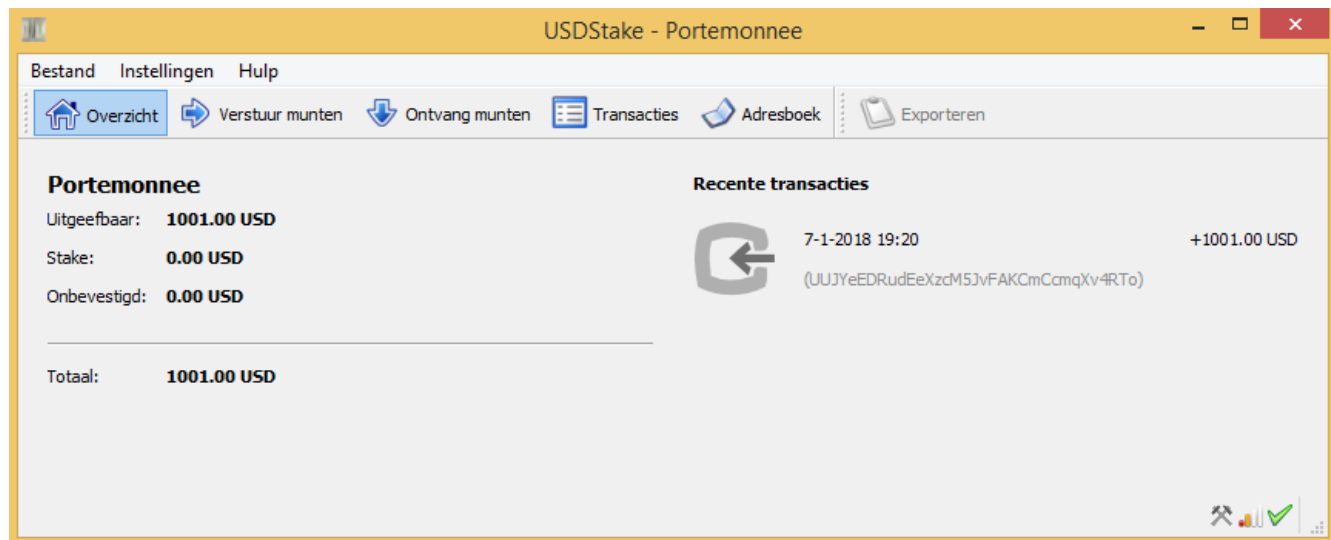 USDStake - Portemonnee
Bestand Instellingen Hulp
Overzicht Verstuur munten Ontvang munten Transacties Adresboek Exporteren
Portemonnee
Uitgeefbaar: 1001.00 USD
Stake: 0.00 USD
Onbevestigd: 0.00 USD
Totaal: 1001.00 USD
Recente transacties
7-1-2018 19:20 +1001.00 USD
(UUJYeEDRudEeXzcM5JvFAKCmCcmqXv4RTo)